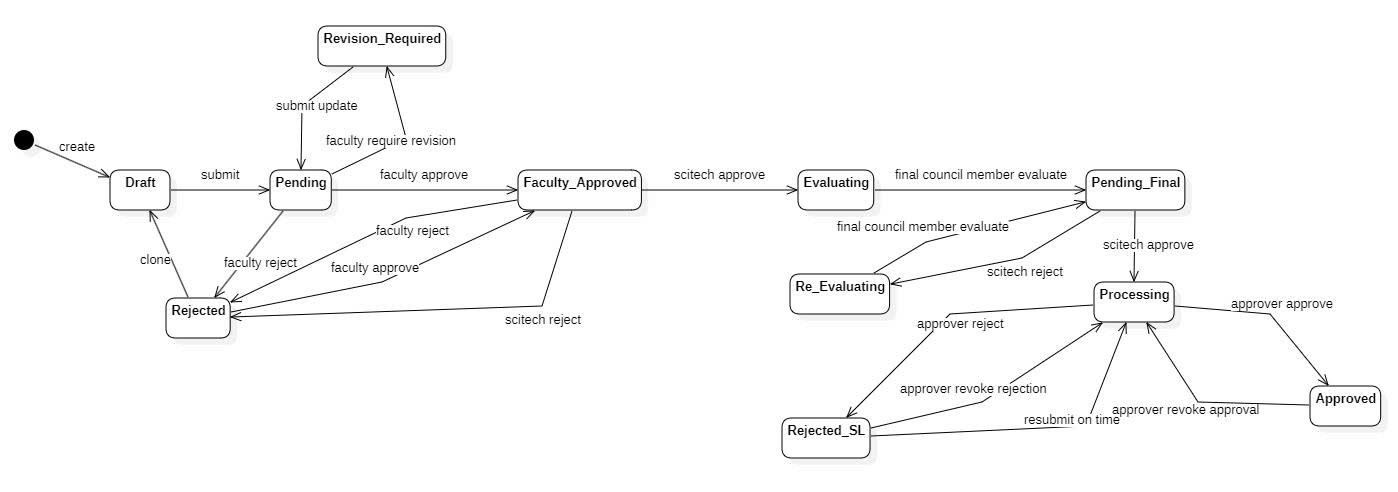 Revision_Required
submit update
faculty require revision
create
Draft
submit
Pending
faculty approve
Faculty_Approved
scitech approve
Evaluating
final council member evaluate
Pending_Final
faculty reject
final council member evaluate
scitech approve
clone
faculty reject
faculty approve
scitech reject
Re_Evaluating
Processing
Rejected
scitech reject
approver reject
approver approve
approver revoke rejection
Approved
resubmit on time
approver revoke approval
Rejected_SL